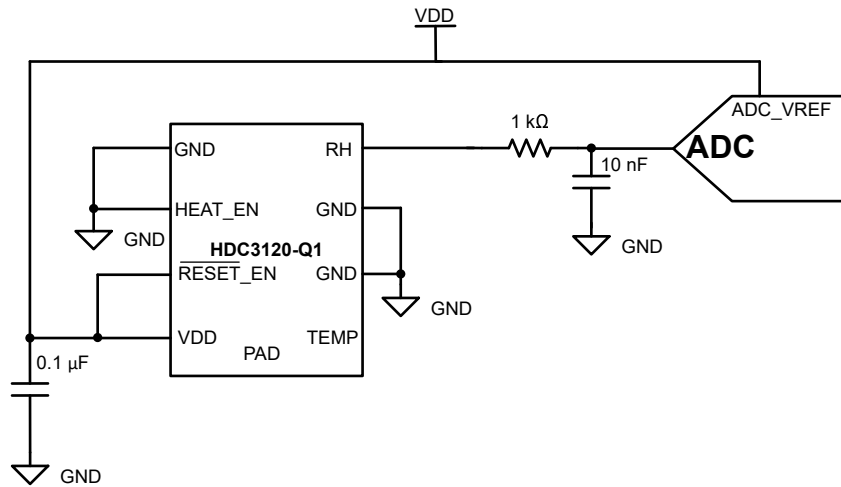 VDD
ADC_VREF
1 kΩ
GND
RH
ADC
10 nF
HEAT_EN
GND
GND
HDC3120-Q1
GND
RESET_EN
GND
GND
VDD
TEMP
0.1 µF
PAD
GND